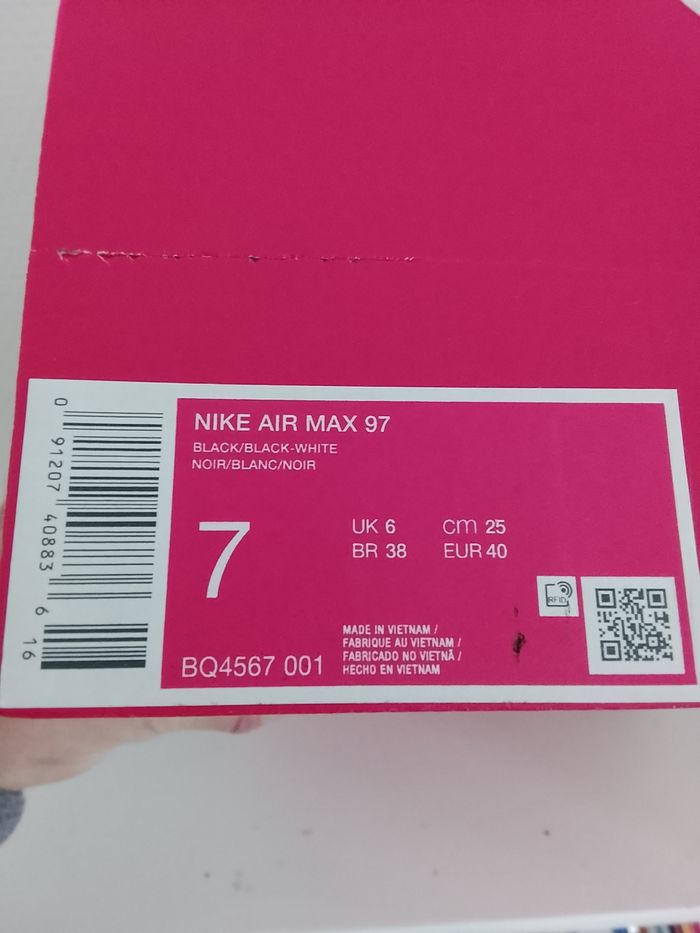 NIKE AIR MAX 97
BLACK/BLACK-WHITE
NOIR/BLANC/NOIR
7
UK 6
cm 25
BR 38
EUR 40
RFID
MADE IN VIETNAM /
FABRIQUE AU VIETNAM /
FABRICADO NO VIETNÃ /
HECHO EN VIETNAM
BQ4567 001
0 91207 40883 6 16